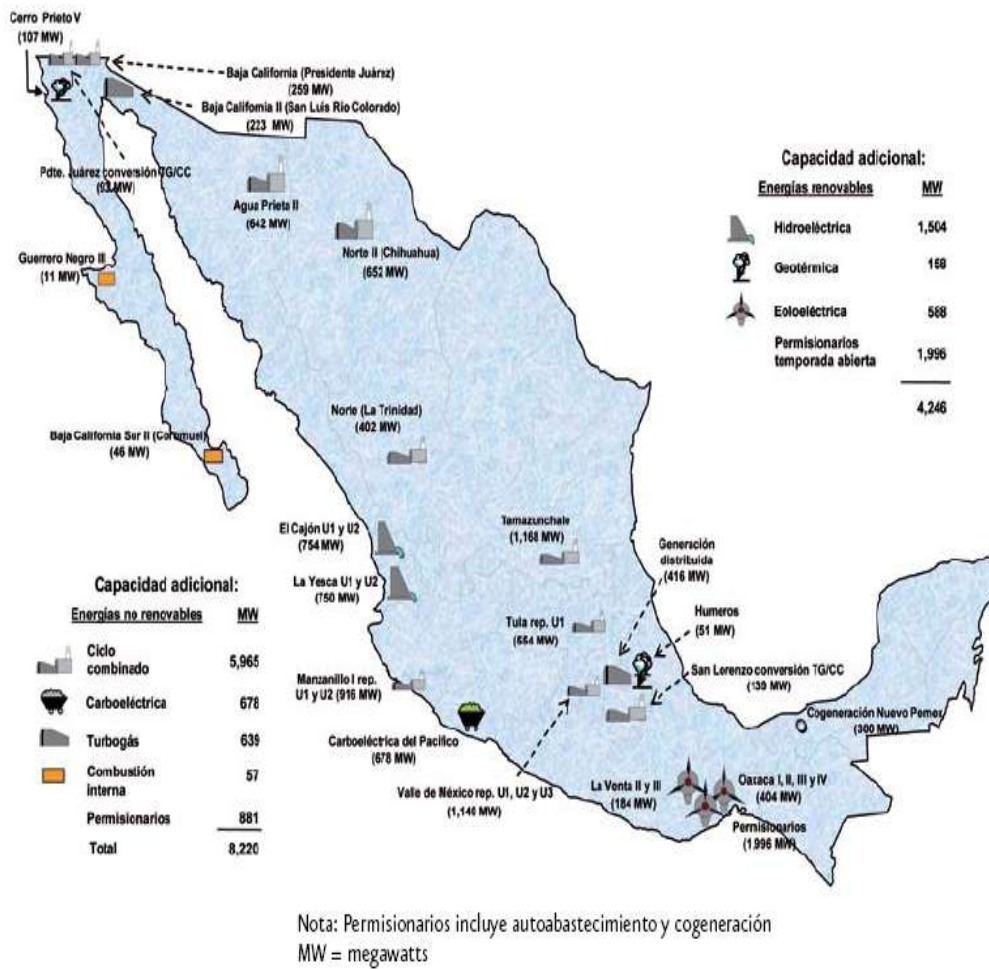 Cerro Prieto V
(107 MW)
Baja California (Presidente Juárez)
(259 MW)
Baja California II (San Luis Río Colorado)
(223 MW)
Pdte. Juárez conversión TG/CC
(93 MW)
Agua Prieta II
(642 MW)
Norte II (Chihuahua)
(652 MW)
Guerrero Negro III
(11 MW)
Capacidad adicional:
Energías renovables MW
Hidroeléctrica 1,504
Geotérmica 158
Eoloeléctrica 588
Permisionarios
temporada abierta 1,996
4,246
Norte (La Trinidad)
(402 MW)
Baja California Sur II (Coromuel)
(46 MW)
El Cajón U1 y U2
(754 MW)
La Yesca U1 y U2
(750 MW)
Tamazunchale
(1,168 MW)
Generación
distribuida
(416 MW)
Humeros
(51 MW)
Tula rep. U1
San Lorenzo conversión TG/CC
Manzanillo I rep.
U1 y U2 (916 MW)
Carboeléctrica del Pacífico
(678 MW)
Valle de México rep. U1, U2 y U3
La Venta II y III
(184 MW)
Oaxaca I, II, III y IV
(404 MW)
Permisionarios
(1,996 MW)
Cogeneración Nuevo Pemex
(300 MW)
Capacidad adicional:
Energías no renovables MW
Ciclo
combinado 5,965
Carboeléctrica 678
Turbogás 639
Combustión
interna 57
Permisionarios 881
Total 8,220
Nota: Permisionarios incluye autoabastecimiento y cogeneración
MW = megawatts